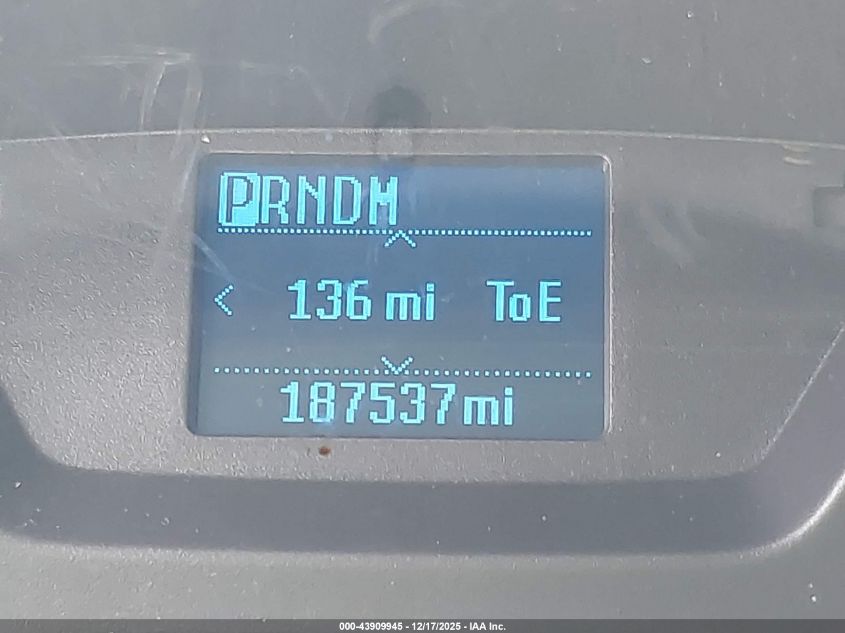 PRNDM
136 mi ToE
187537mi
000-43909945 - 12/17/2025 - IAA Inc.